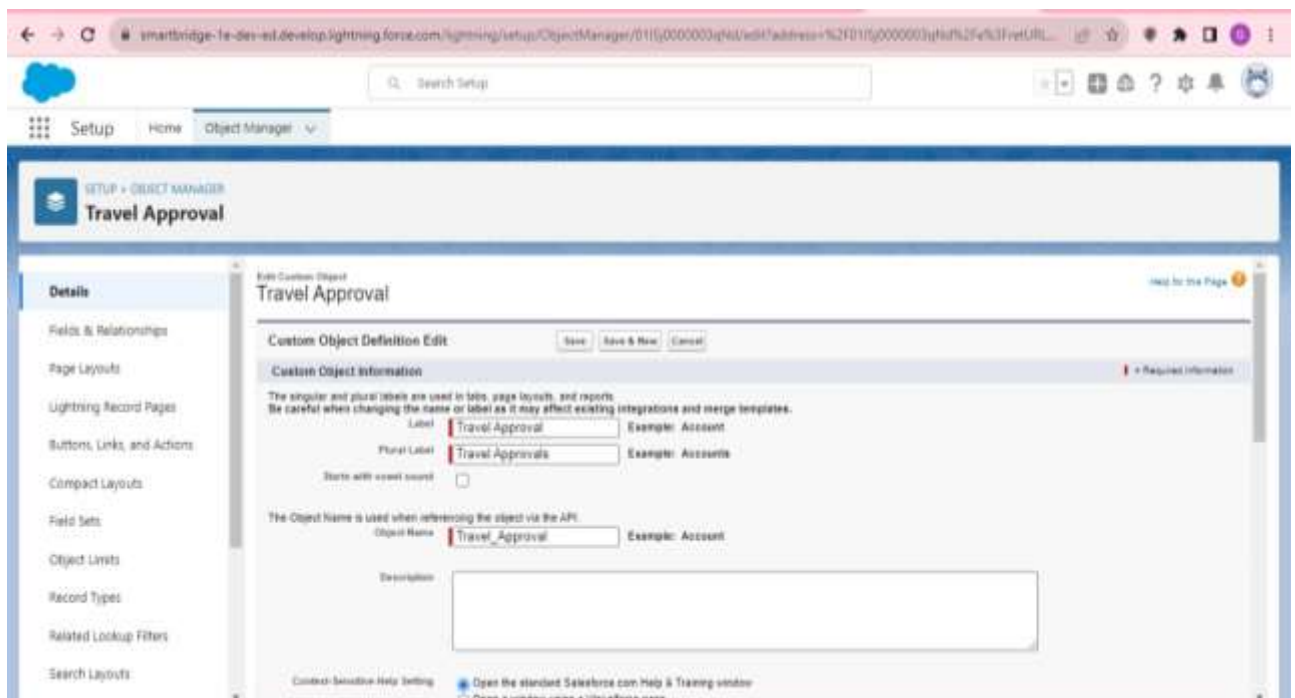 smartbridge-1e-dev-ed.develop.lightning.force.com/lightning/setup/ObjectManager/
Search Setup
Setup Home Object Manager
SETUP > OBJECT MANAGER
Travel Approval
Details
Fields & Relationships
Page Layouts
Lightning Record Pages
Buttons, Links, and Actions
Compact Layouts
Field Sets
Object Limits
Record Types
Related Lookup Filters
Search Layouts
Edit Custom Object
Travel Approval
Help for this Page
Custom Object Definition Edit Save Save & New Cancel
Custom Object Information = Required Information
The singular and plural labels are used in tabs, page layouts, and reports.
Be careful when changing the name or label as it may affect existing integrations and merge templates.
Label Travel Approval Example: Account
Plural Label Travel Approvals Example: Accounts
Starts with vowel sound
The Object Name is used when referencing the object via the API.
Object Name Travel_Approval Example: Account
Description
Context-Sensitive Help Setting Open the standard Salesforce.com Help & Training window
Open a window using a Visualforce page